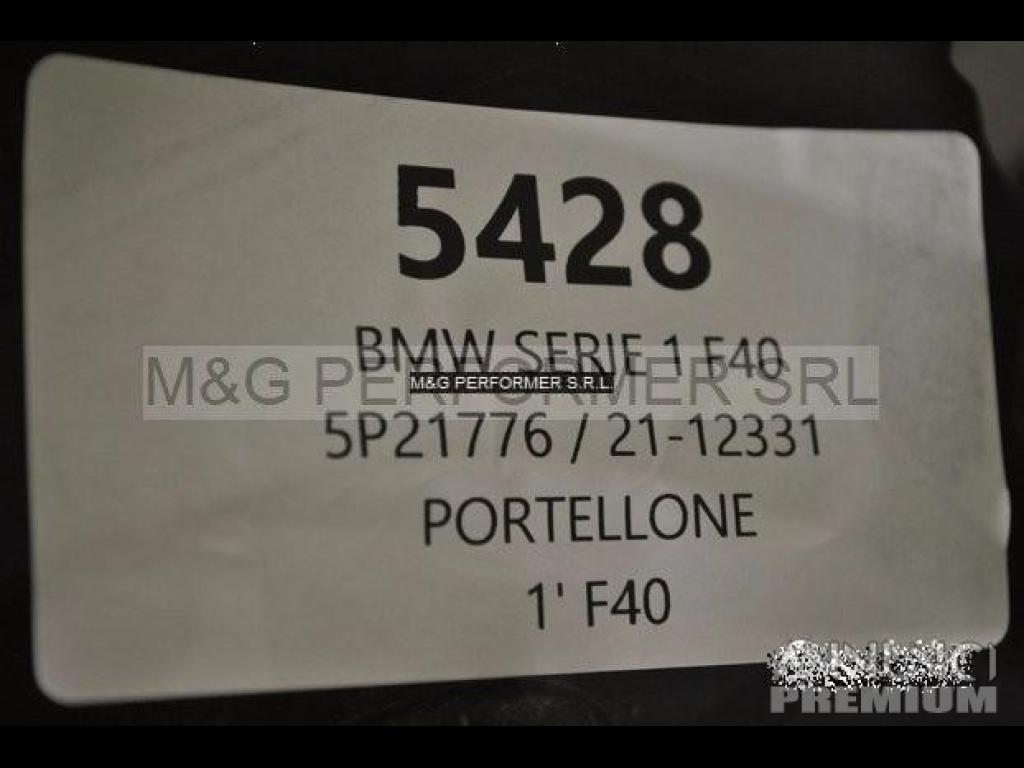 5428
BMW SERIE 1 F40
M&G PERFORMER SRL
M&G PERFORMER S.R.L.
5P21776 / 21-12331
PORTELLONE
1' F40
PREMIUM